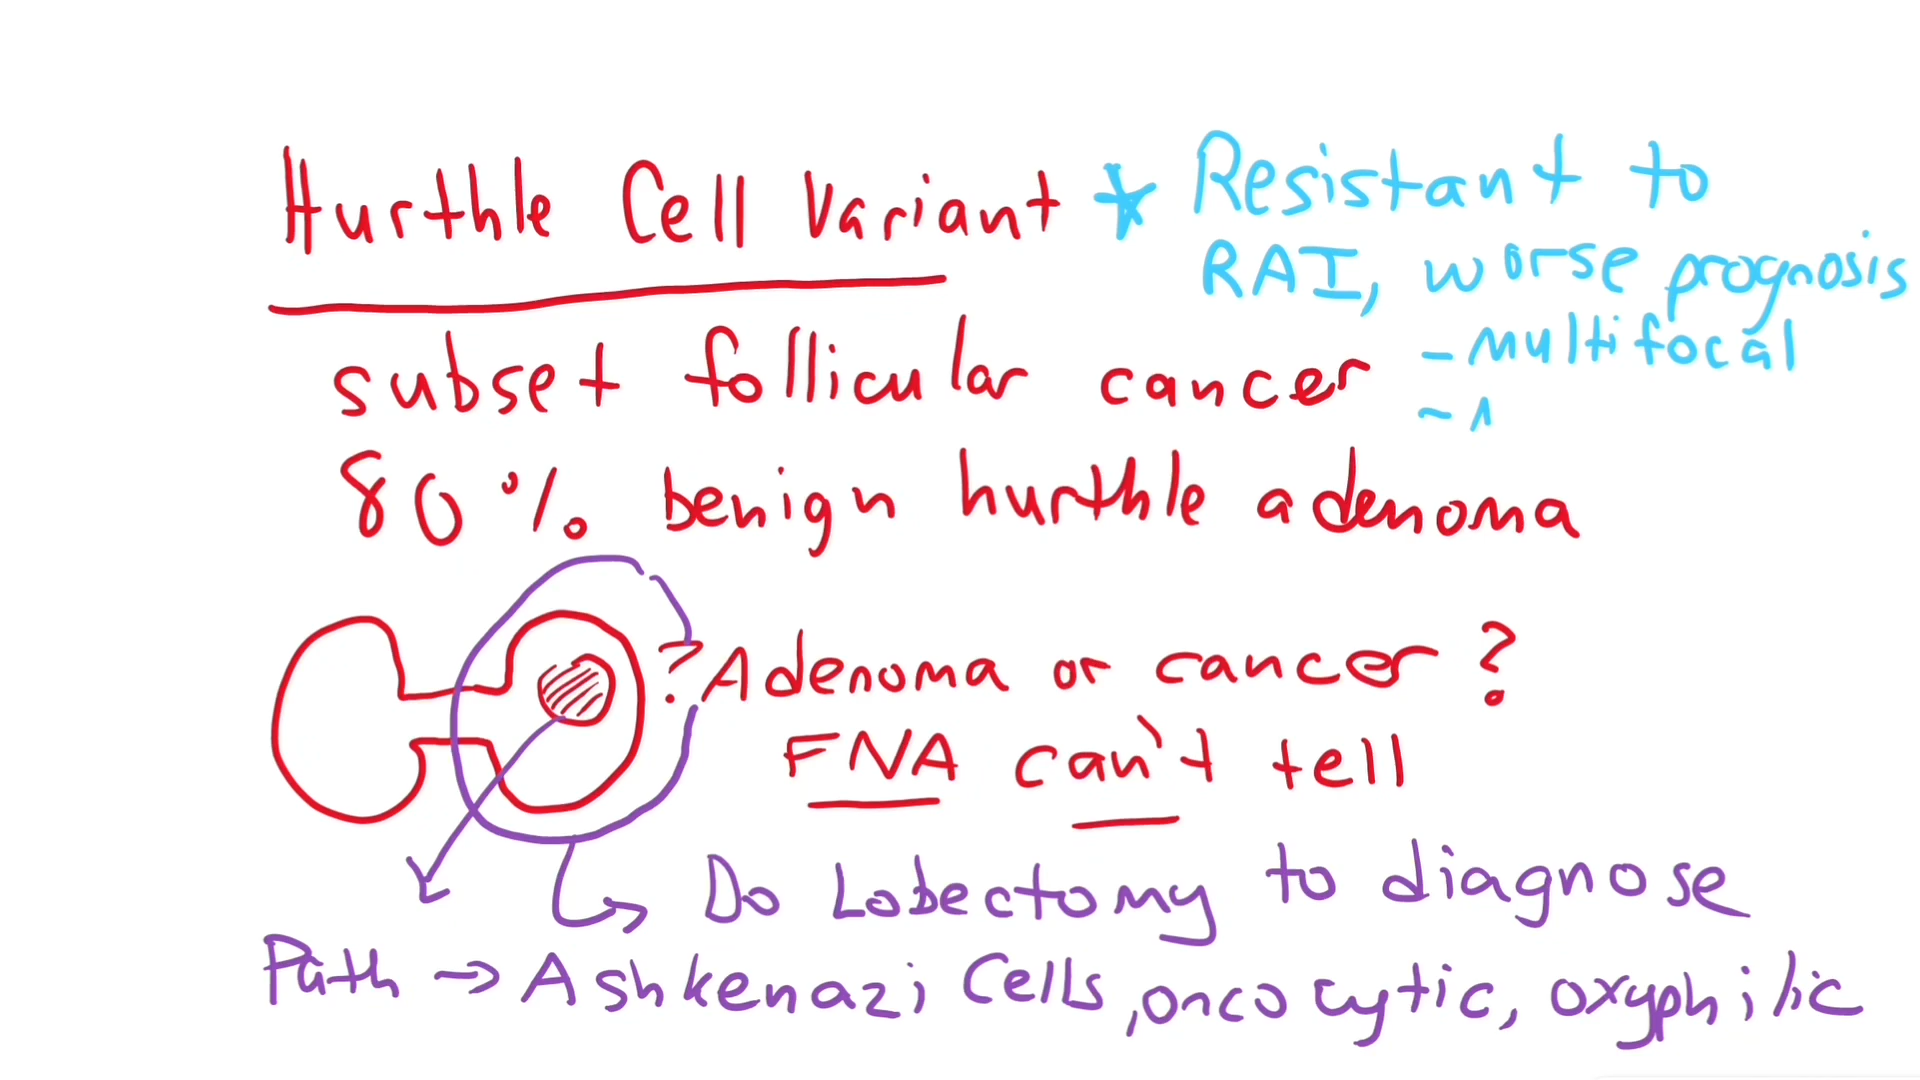 Hurthle Cell Variant * Resistant to
RAI, worse prognosis
- multifocal
-
subset follicular cancer
80% benign hurthle adenoma
? Adenoma or cancer?
FNA can't tell
Do Lobectomy to diagnose
Path → Ashkenazi Cells, oncocytic, oxyphilic